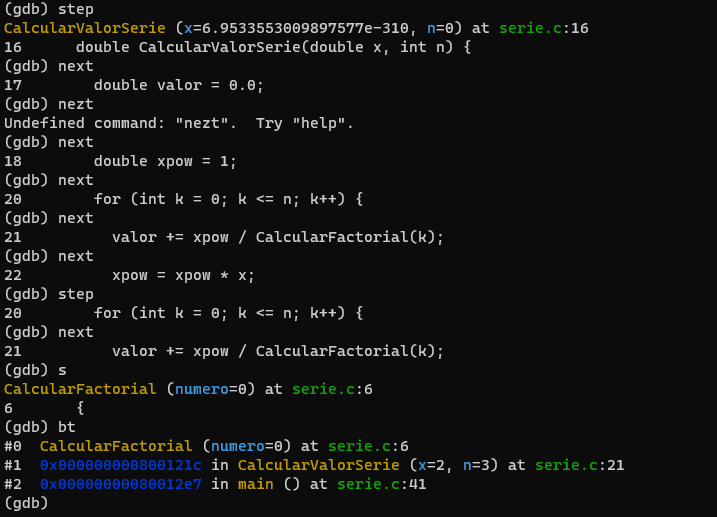 (gdb) step
CalcularValorSerie (x=6.9533553009897577e-310, n=0) at serie.c:16
16      double CalcularValorSerie(double x, int n) {
(gdb) next
17        double valor = 0.0;
(gdb) nezt
Undefined command: "nezt".  Try "help".
(gdb) next
18        double xpow = 1;
(gdb) next
20        for (int k = 0; k <= n; k++) {
(gdb) next
21          valor += xpow / CalcularFactorial(k);
(gdb) next
22          xpow = xpow * x;
(gdb) step
20        for (int k = 0; k <= n; k++) {
(gdb) next
21          valor += xpow / CalcularFactorial(k);
(gdb) s
CalcularFactorial (numero=0) at serie.c:6
6       {
(gdb) bt
#0  CalcularFactorial (numero=0) at serie.c:6
#1  0x000000000800121c in CalcularValorSerie (x=2, n=3) at serie.c:21
#2  0x00000000080012e7 in main () at serie.c:41
(gdb)